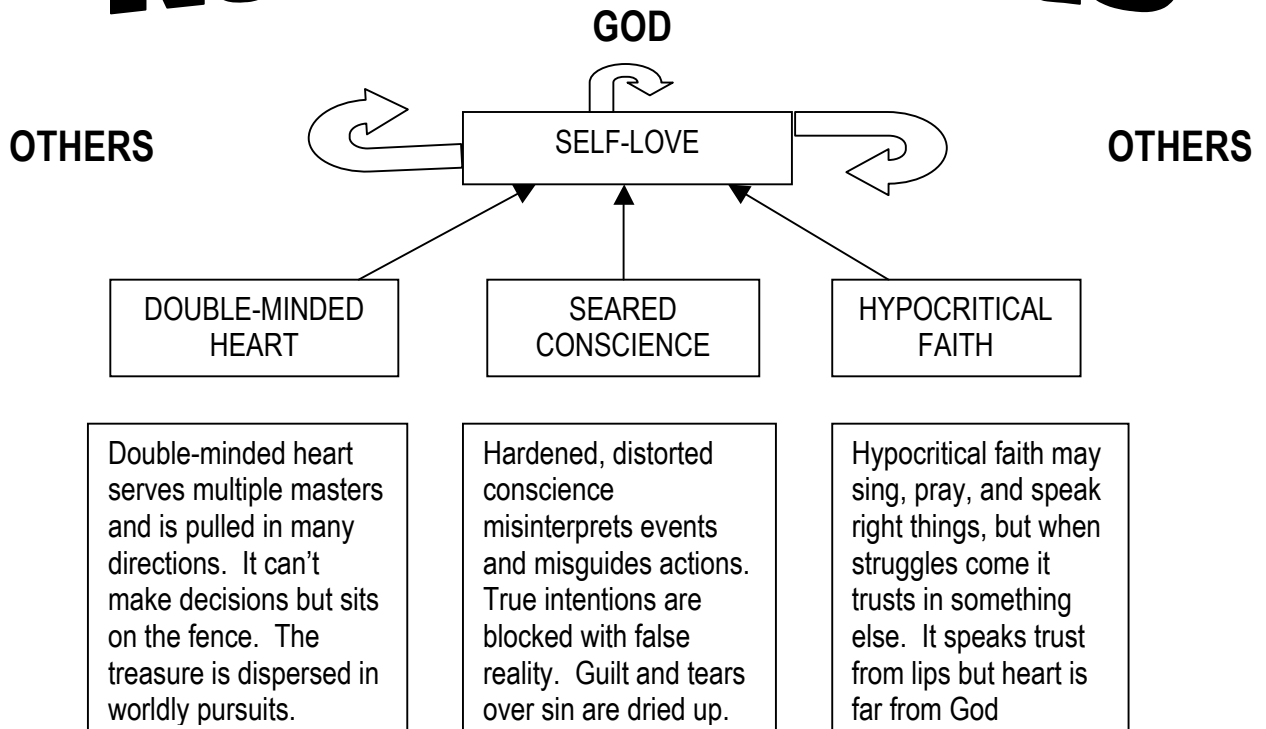 GOD
OTHERS
SELF-LOVE
OTHERS
DOUBLE-MINDED
HEART
SEARED
CONSCIENCE
HYPOCRITICAL
FAITH
Double-minded heart
serves multiple masters
and is pulled in many
directions.  It can't
make decisions but sits
on the fence.  The
treasure is dispersed in
worldly pursuits.
Hardened, distorted
conscience
misinterprets events
and misguides actions.
True intentions are
blocked with false
reality.  Guilt and tears
over sin are dried up.
Hypocritical faith may
sing, pray, and speak
right things, but when
struggles come it
trusts in something
else.  It speaks trust
from lips but heart is
far from God